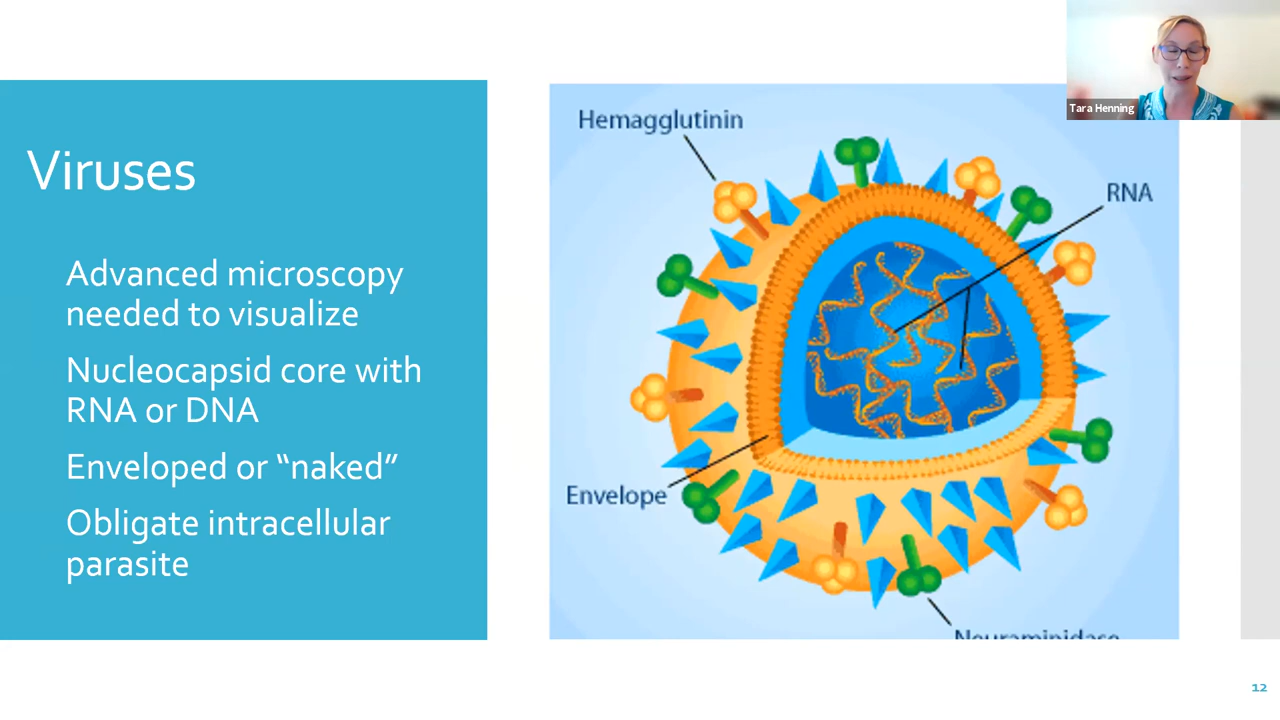 Viruses
Advanced microscopy
needed to visualize
Nucleocapsid core with
RNA or DNA
Enveloped or “naked”
Obligate intracellular
parasite
Hemagglutinin
RNA
Envelope
Neuraminidase
Tara Henning
12